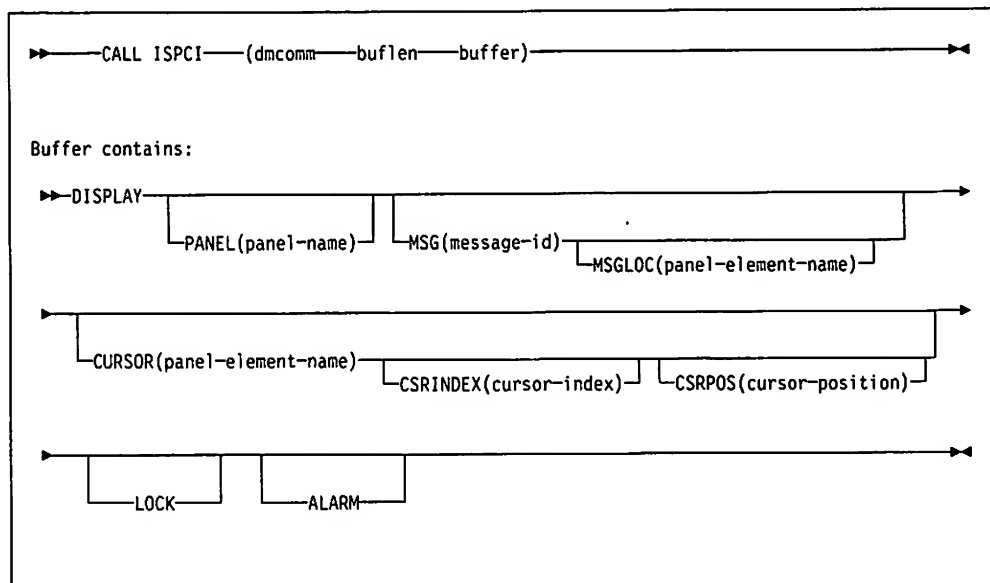 CALL ISPCI (dmcomm buflen buffer)
Buffer contains:
DISPLAY
PANEL(panel-name) MSG(message-id)
MSGLOC(panel-element-name)
CURSOR(panel-element-name)
CSRINDEX(cursor-index) CSRPOS(cursor-position)
LOCK ALARM